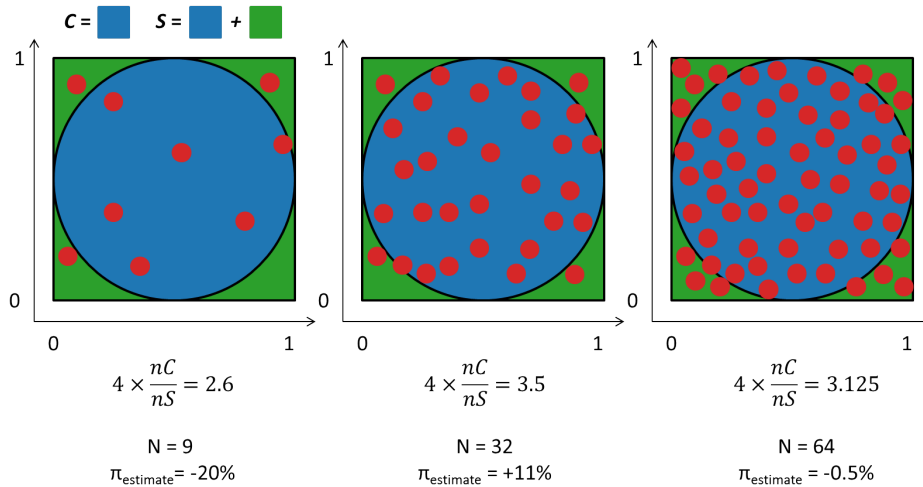 C = S = +
1 1 1
0 0 0
0 1 0 1 0 1
4 × nC/nS = 2.6 4 × nC/nS = 3.5 4 × nC/nS = 3.125
N = 9 N = 32 N = 64
πestimate= -20% πestimate = +11% πestimate = -0.5%